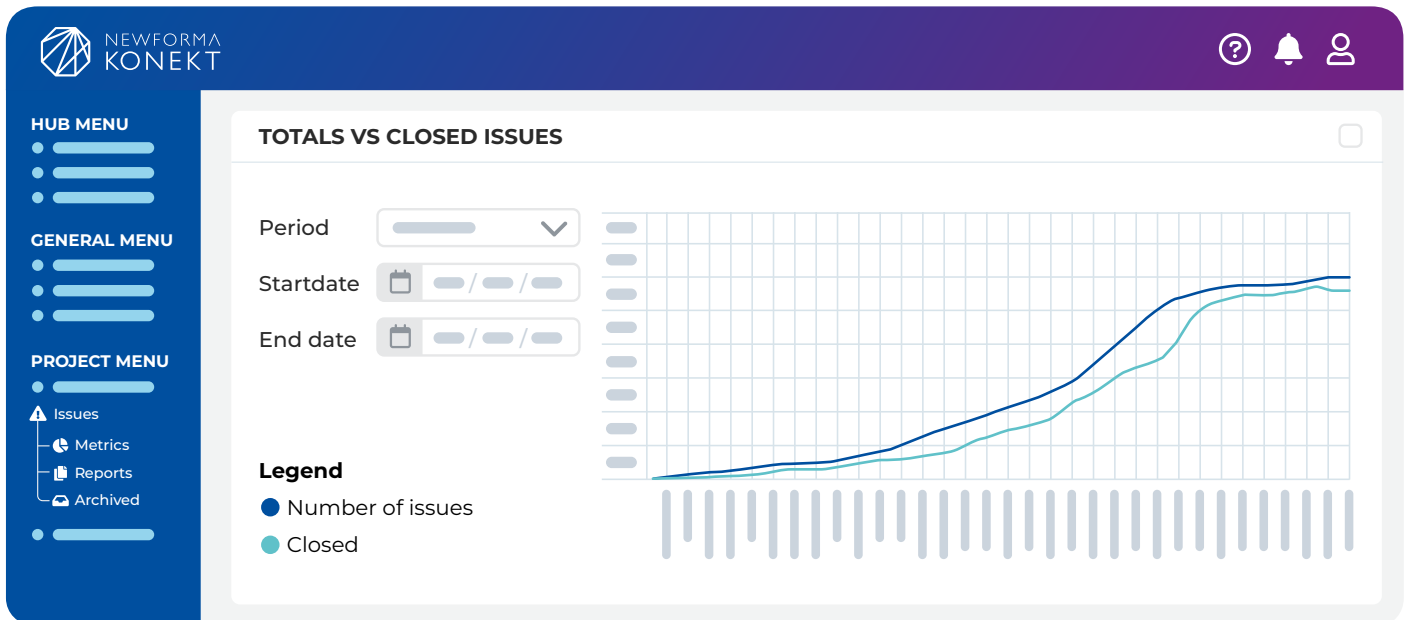 NEWFORMA
KONEKT
HUB MENU
GENERAL MENU
PROJECT MENU
Issues
Metrics
Reports
Archived
TOTALS VS CLOSED ISSUES
Period
Startdate
/ /
End date
/ /
Legend
Number of issues
Closed